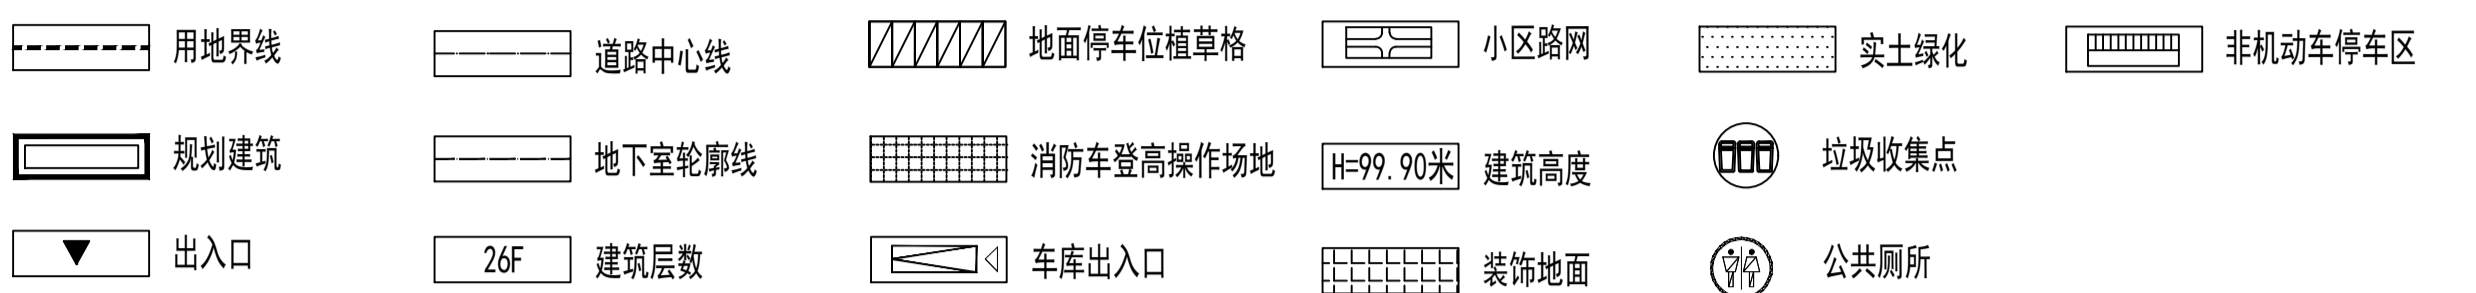 用地界线
道路中心线
地面停车位植草格
小区路网
实土绿化
非机动车停车区
规划建筑
地下室轮廓线
消防车登高操作场地
H=99.90米 建筑高度
垃圾收集点
出入口
26F 建筑层数
车库出入口
装饰地面
公共厕所